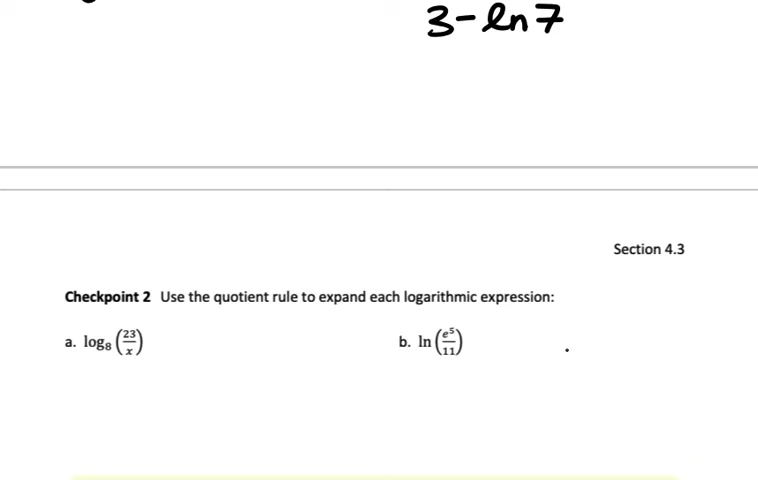 3-ln7
Section 4.3
Checkpoint 2 Use the quotient rule to expand each logarithmic expression:
a. log₈ (23/x) b. ln (e⁵/11) .